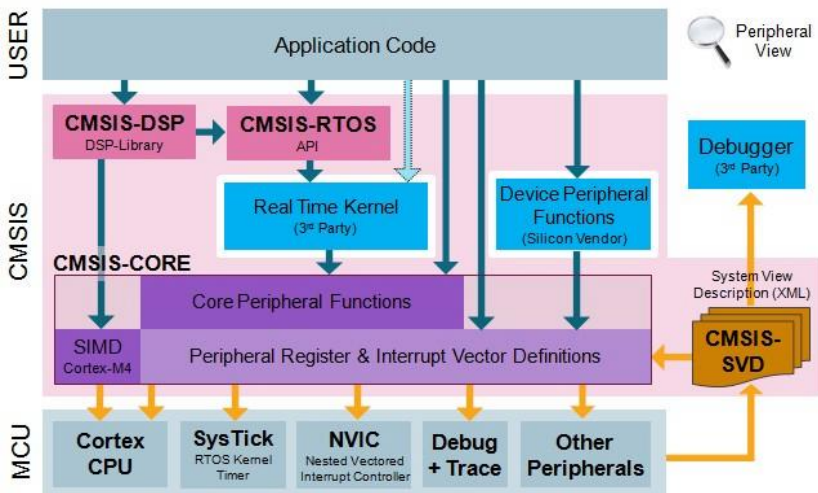 USER
Application Code
Peripheral
View
CMSIS
CMSIS-DSP
DSP-Library
CMSIS-RTOS
API
Real Time Kernel
(3rd Party)
Device Peripheral
Functions
(Silicon Vendor)
Debugger
(3rd Party)
CMSIS-CORE
Core Peripheral Functions
SIMD
Cortex-M4
Peripheral Register & Interrupt Vector Definitions
System View
Description (XML)
CMSIS-
SVD
MCU
Cortex
CPU
SysTick
RTOS Kernel
Timer
NVIC
Nested Vectored
Interrupt Controller
Debug
+ Trace
Other
Peripherals